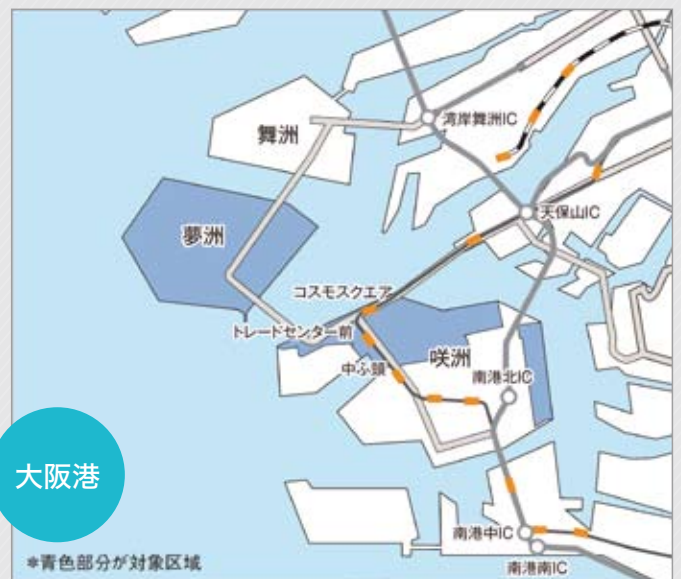 舞洲
湾岸舞洲IC
夢洲
天保山IC
コスモスクエア
トレードセンター前
咲洲
中ふ頭
南港北IC
大阪港
南港中IC
南港南IC
*青色部分が対象区域